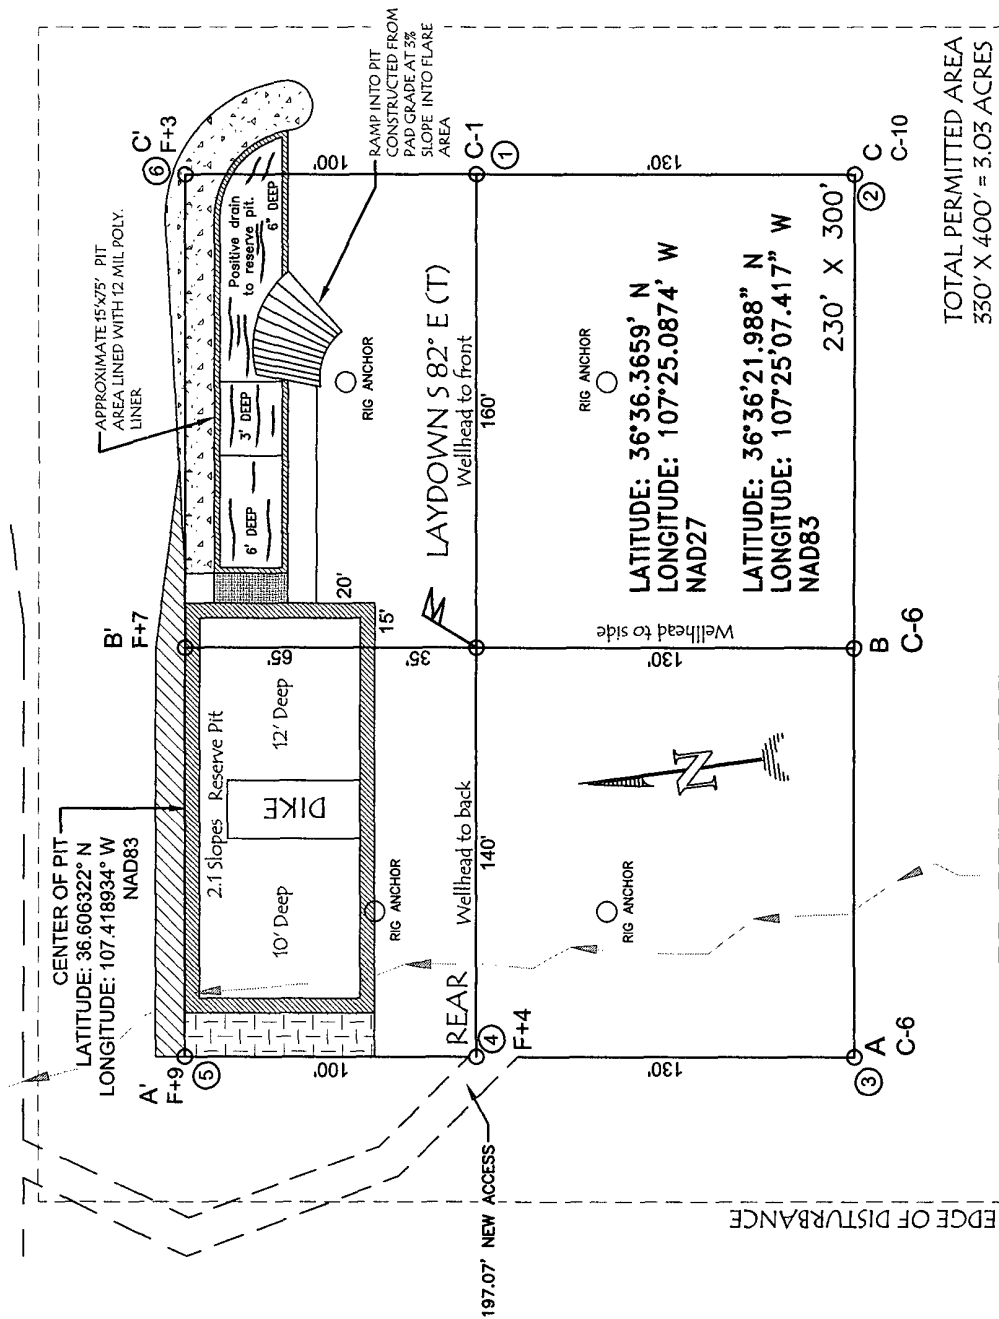 CENTER OF PIT
LATITUDE: 36.606322° N
LONGITUDE: 107.418934° W
NAD83
A'
F+9
5
B'
F+7
APPROXIMATE 15'x75' PIT
AREA LINED WITH 12 MIL POLY.
LINER
6
C'
F+3
2.1 Slopes Reserve Pit
10' Deep
DIKE
12' Deep
65'
6' DEEP
3' DEEP
Positive drain
to reserve pit.
6" DEEP
RAMP INTO PIT
CONSTRUCTED FROM
PAD GRADE AT 3%
SLOPE INTO FLARE
AREA
100'
100'
20'
15'
35'
RIG ANCHOR
RIG ANCHOR
REAR
4
F+4
Wellhead to back
140'
LAYDOWN S 82° E (T)
Wellhead to front
160'
C-1
1
197.07' NEW ACCESS
RIG ANCHOR
RIG ANCHOR
N
130'
130'
130'
Wellhead to side
LATITUDE: 36°36.3659' N
LONGITUDE: 107°25.0874' W
NAD27
LATITUDE: 36°36'21.988" N
LONGITUDE: 107°25'07.417" W
NAD83
230' X 300'
3
A
C-6
B
C-6
2
C
C-10
EDGE OF DISTURBANCE
TOTAL PERMITTED AREA
330' X 400' = 3.03 ACRES